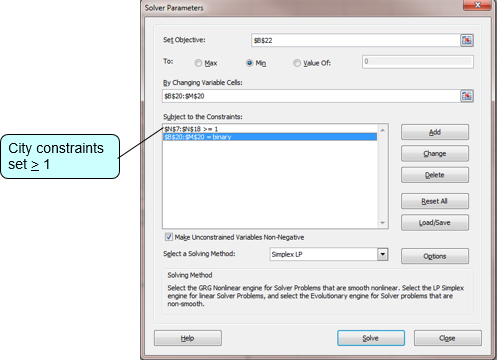 Solver Parameters
Set Objective:
$B$22
To:
Max
Min
Value Of:
0
By Changing Variable Cells:
$B$20:$M$20
Subject to the Constraints:
$N$7:$N$18 >= 1
$B$20:$M$20 = binary
Add
Change
Delete
Reset All
Load/Save
City constraints
set > 1
Make Unconstrained Variables Non-Negative
Select a Solving Method:
Simplex LP
Options
Solving Method
Select the GRG Nonlinear engine for Solver Problems that are smooth nonlinear. Select the LP Simplex
engine for linear Solver Problems, and select the Evolutionary engine for Solver problems that are
non-smooth.
Help
Solve
Close